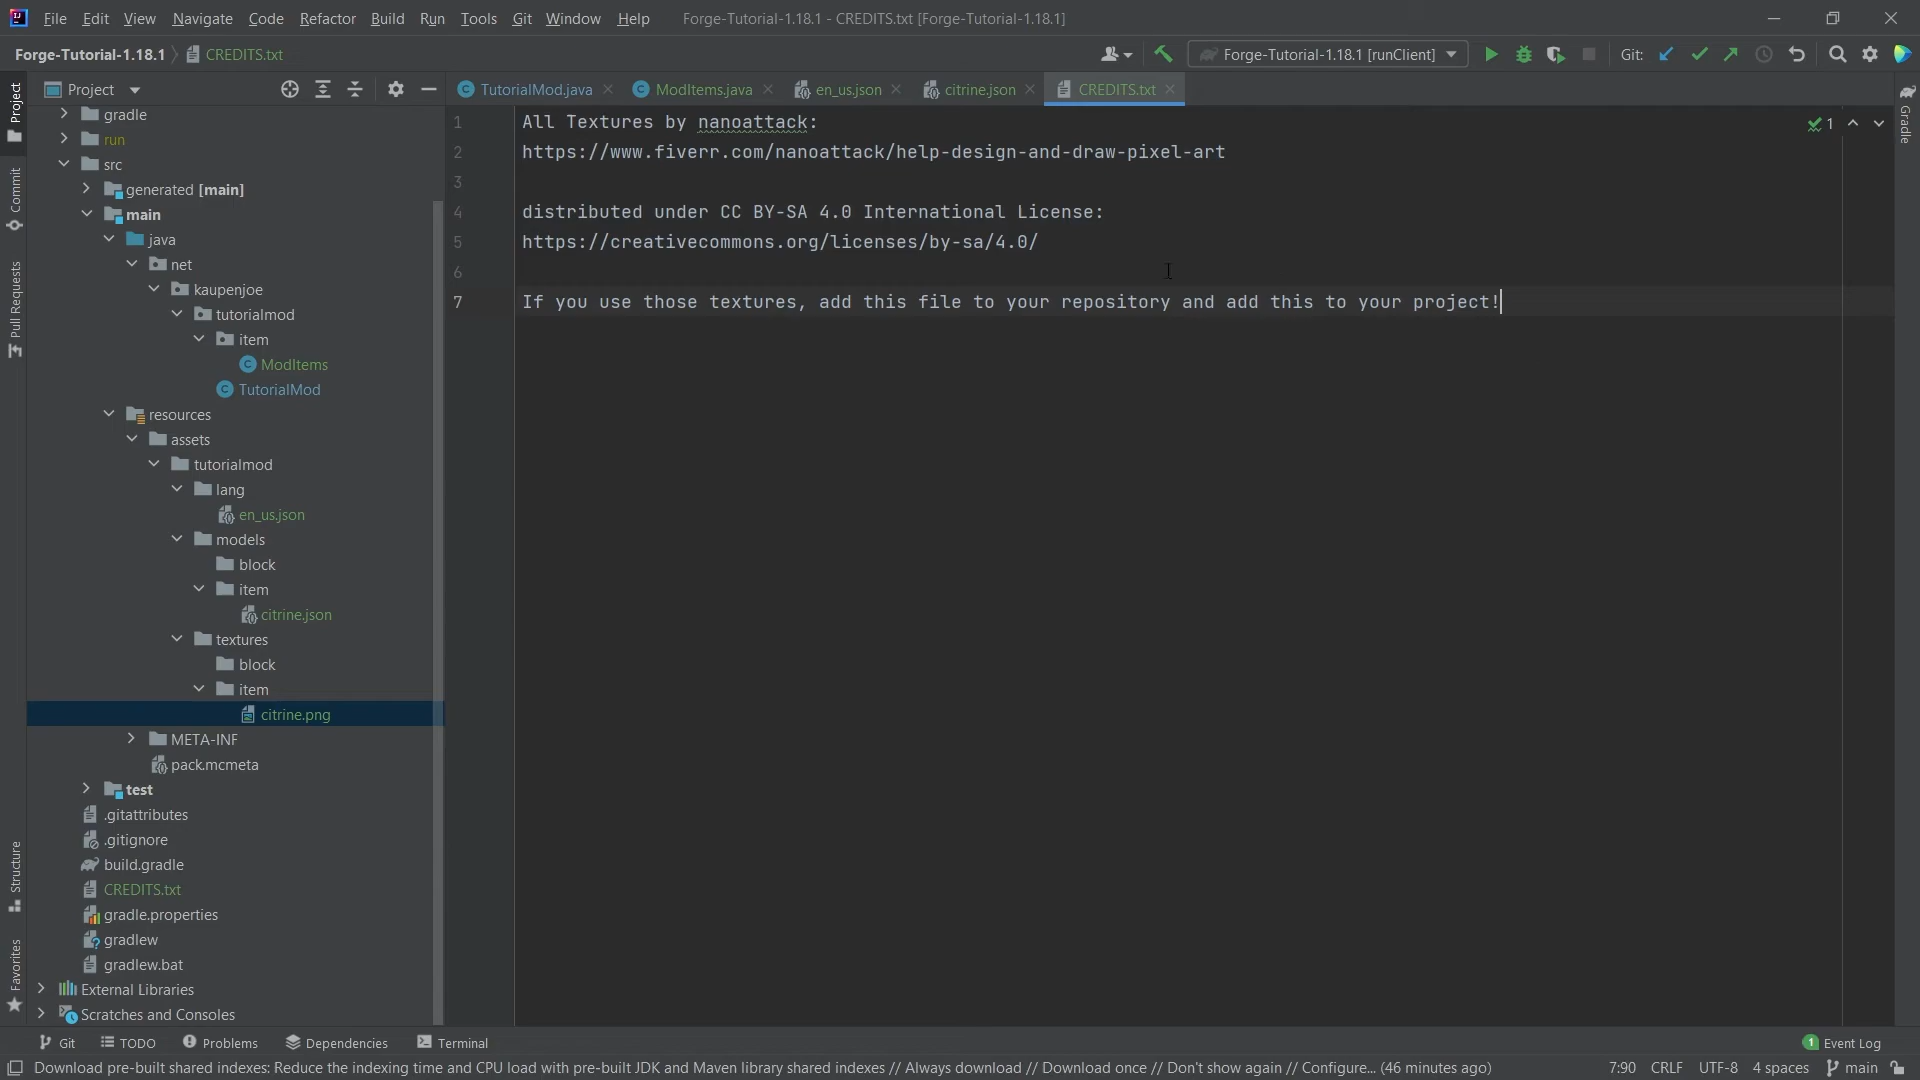 File Edit View Navigate Code Refactor Build Run Tools Git Window Help Forge-Tutorial-1.18.1 - CREDITS.txt [Forge-Tutorial-1.18.1]
Forge-Tutorial-1.18.1 CREDITS.txt Forge-Tutorial-1.18.1 [runClient] Git:
Project TutorialMod.java ModItems.java en_us.json citrine.json CREDITS.txt
Project
Commit
Pull Requests
Structure
Favorites
Gradle
gradle
run
src
generated [main]
main
java
net
kaupenjoe
tutorialmod
item
ModItems
TutorialMod
resources
assets
tutorialmod
lang
en_us.json
models
block
item
citrine.json
textures
block
item
citrine.png
META-INF
pack.mcmeta
test
.gitattributes
.gitignore
build.gradle
CREDITS.txt
gradle.properties
gradlew
gradlew.bat
External Libraries
Scratches and Consoles
1 All Textures by nanoattack:
2 https://www.fiverr.com/nanoattack/help-design-and-draw-pixel-art
3
4 distributed under CC BY-SA 4.0 International License:
5 https://creativecommons.org/licenses/by-sa/4.0/
6
7 If you use those textures, add this file to your repository and add this to your project!
1
Git TODO Problems Dependencies Terminal 1 Event Log
Download pre-built shared indexes: Reduce the indexing time and CPU load with pre-built JDK and Maven library shared indexes // Always download // Download once // Don't show again // Configure... (46 minutes ago) 7:90 CRLF UTF-8 4 spaces main